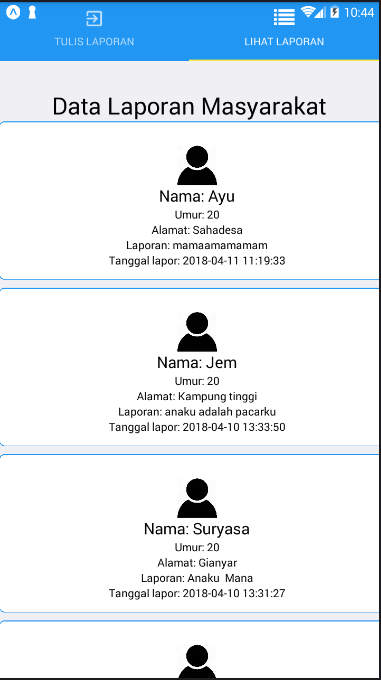 10:44
TULIS LAPORAN
LIHAT LAPORAN
Data Laporan Masyarakat
Nama: Ayu
Umur: 20
Alamat: Sahadesa
Laporan: mamaamamamam
Tanggal lapor: 2018-04-11 11:19:33
Nama: Jem
Umur: 20
Alamat: Kampung tinggi
Laporan: anaku adalah pacarku
Tanggal lapor: 2018-04-10 13:33:50
Nama: Suryasa
Umur: 20
Alamat: Gianyar
Laporan: Anaku  Mana
Tanggal lapor: 2018-04-10 13:31:27